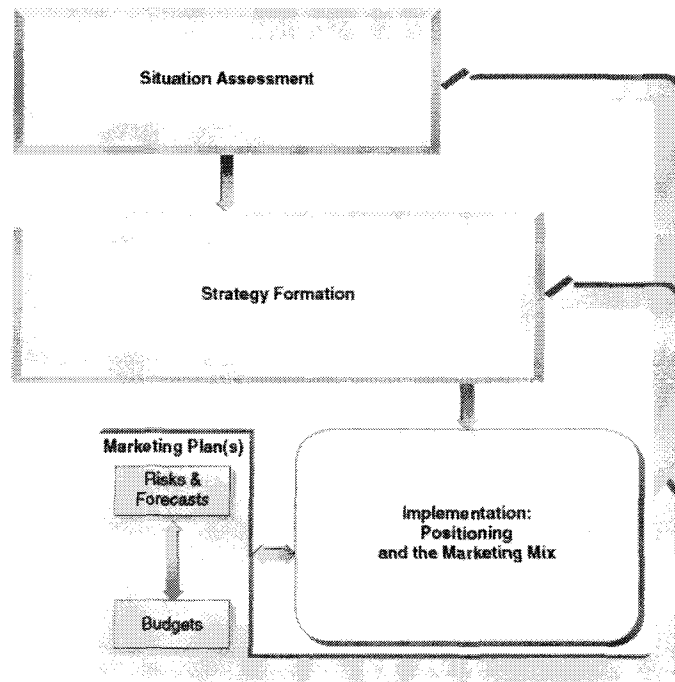 Situation Assessment
Strategy Formation
Marketing Plan(s)
Risks &
Forecasts
Budgets
Implementation:
Positioning
and the Marketing Mix